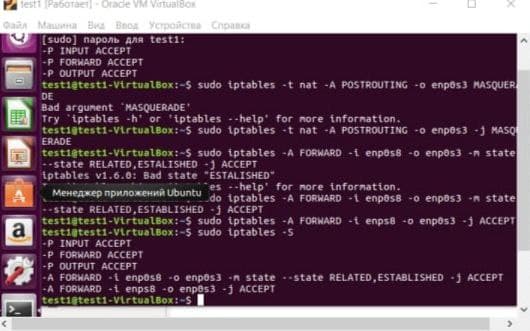 test1 [Работает] - Oracle VM VirtualBox
Файл Машина Вид Ввод Устройства Справка
[sudo] пароль для test1:
-P INPUT ACCEPT
-P FORWARD ACCEPT
-P OUTPUT ACCEPT
test1@test1-VirtualBox:~$ sudo iptables -t nat -A POSTROUTING -o enp0s3 MASQUERA
DE
Bad argument `MASQUERADE'
Try `iptables -h' or 'iptables --help' for more information.
test1@test1-VirtualBox:~$ sudo iptables -t nat -A POSTROUTING -o enp0s3 -j MASQU
ERADE
test1@test1-VirtualBox:~$ sudo iptables -A FORWARD -i enp0s8 -o enp0s3 -m state
--state RELATED,ESTALISHED -j ACCEPT
iptables v1.6.0: Bad state "ESTALISHED"
--help' for more information.
Менеджер приложений Ubuntu
$ sudo iptables -A FORWARD -i enp0s8 -o enp0s3 -m state
--state RELATED,ESTABLISHED -j ACCEPT
test1@test1-VirtualBox:~$ sudo iptables -A FORWARD -i enps8 -o enp0s3 -j ACCEPT
test1@test1-VirtualBox:~$ sudo iptables -S
-P INPUT ACCEPT
-P FORWARD ACCEPT
-P OUTPUT ACCEPT
-A FORWARD -i enp0s8 -o enp0s3 -m state --state RELATED,ESTABLISHED -j ACCEPT
-A FORWARD -i enps8 -o enp0s3 -j ACCEPT
test1@test1-VirtualBox:~$